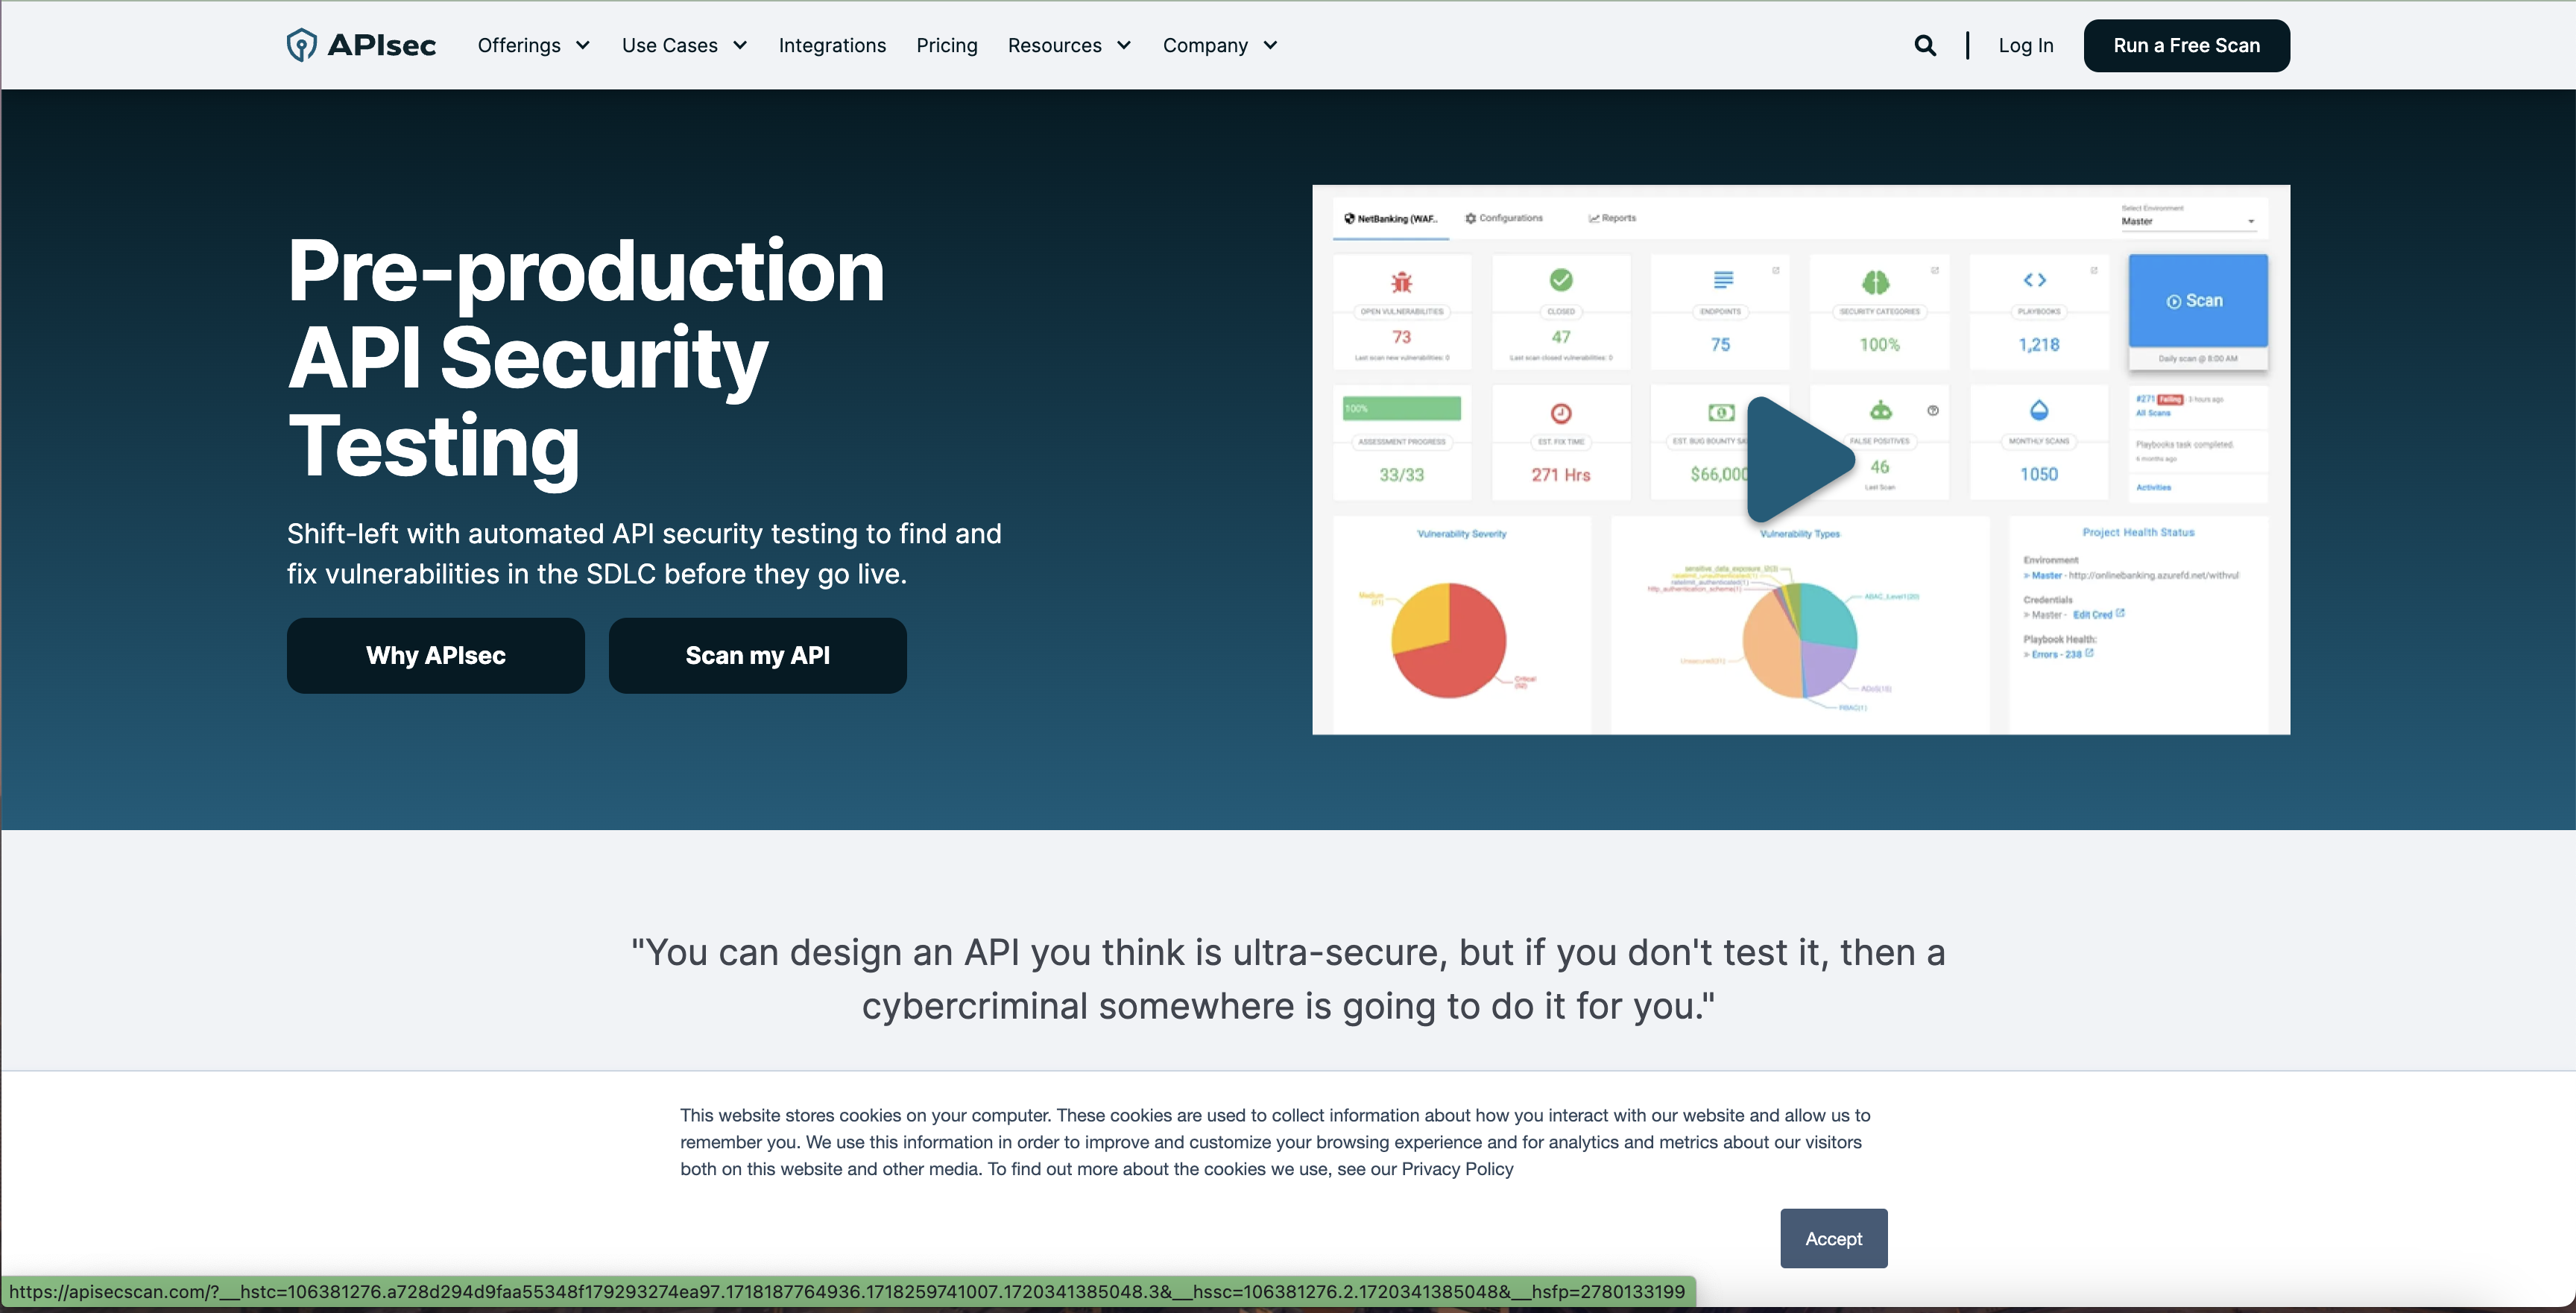 APIsec
Offerings
Use Cases
Integrations
Pricing
Resources
Company
Log In
Run a Free Scan
Pre-production
API Security
Testing
Shift-left with automated API security testing to find and
fix vulnerabilities in the SDLC before they go live.
Why APIsec
Scan my API
NetBanking (WAF..
Configurations
Reports
Select Environment
Master
OPEN VULNERABILITIES
73
Last scan new vulnerabilities: 0
CLOSED
47
Last scan closed vulnerabilities: 0
ENDPOINTS
75
SECURITY CATEGORIES
100%
PLAYBOOKS
1,218
Scan
Daily scan @ 8:00 AM
100%
ASSESSMENT PROGRESS
33/33
EST. FIX TIME
271 Hrs
EST. BUG BOUNTY
$66,000
FALSE POSITIVES
46
Last Scan
MONTHLY SCANS
1050
#271 Failing 3 hours ago
All Scans
Playbooks task completed.
6 months ago
Activities
Vulnerability Severity
Medium
Critical
Vulnerability Types
ABAC_Level1(20)
RBAC(1)
Project Health Status
Environment
> Master - http://onlinebanking.azurefd.net/withvul
Credentials
> Master - Edit Cred
Playbook Health:
> Errors - 238
"You can design an API you think is ultra-secure, but if you don't test it, then a
cybercriminal somewhere is going to do it for you."
This website stores cookies on your computer. These cookies are used to collect information about how you interact with our website and allow us to
remember you. We use this information in order to improve and customize your browsing experience and for analytics and metrics about our visitors
both on this website and other media. To find out more about the cookies we use, see our Privacy Policy
Accept
https://apisecscan.com/?__hstc=106381276.a728d294d9faa55348f179293274ea97.1718187764936.1718259741007.1720341385048.3&__hssc=106381276.2.1720341385048&__hsfp=2780133199